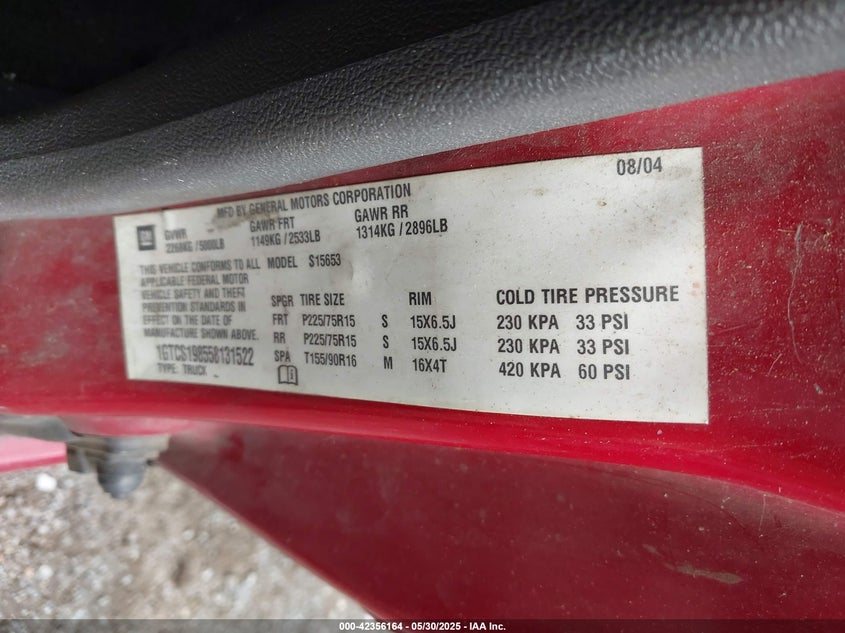 08/04
MFD BY GENERAL MOTORS CORPORATION
GM
GVWR GAWR FRT GAWR RR
2268KG/5000LB 1149KG/2533LB 1314KG/2896LB
THIS VEHICLE CONFORMS TO ALL MODEL S15653
APPLICABLE FEDERAL MOTOR
VEHICLE SAFETY AND THEFT
PREVENTION STANDARDS IN
EFFECT ON THE DATE OF
MANUFACTURE SHOWN ABOVE.
1GTCS198558131522
TYPE: TRUCK
SPGR TIRE SIZE RIM COLD TIRE PRESSURE
FRT P225/75R15 S 15X6.5J 230 KPA 33 PSI
RR P225/75R15 S 15X6.5J 230 KPA 33 PSI
SPA T155/90R16 M 16X4T 420 KPA 60 PSI
000-42356164 - 05/30/2025 - IAA Inc.